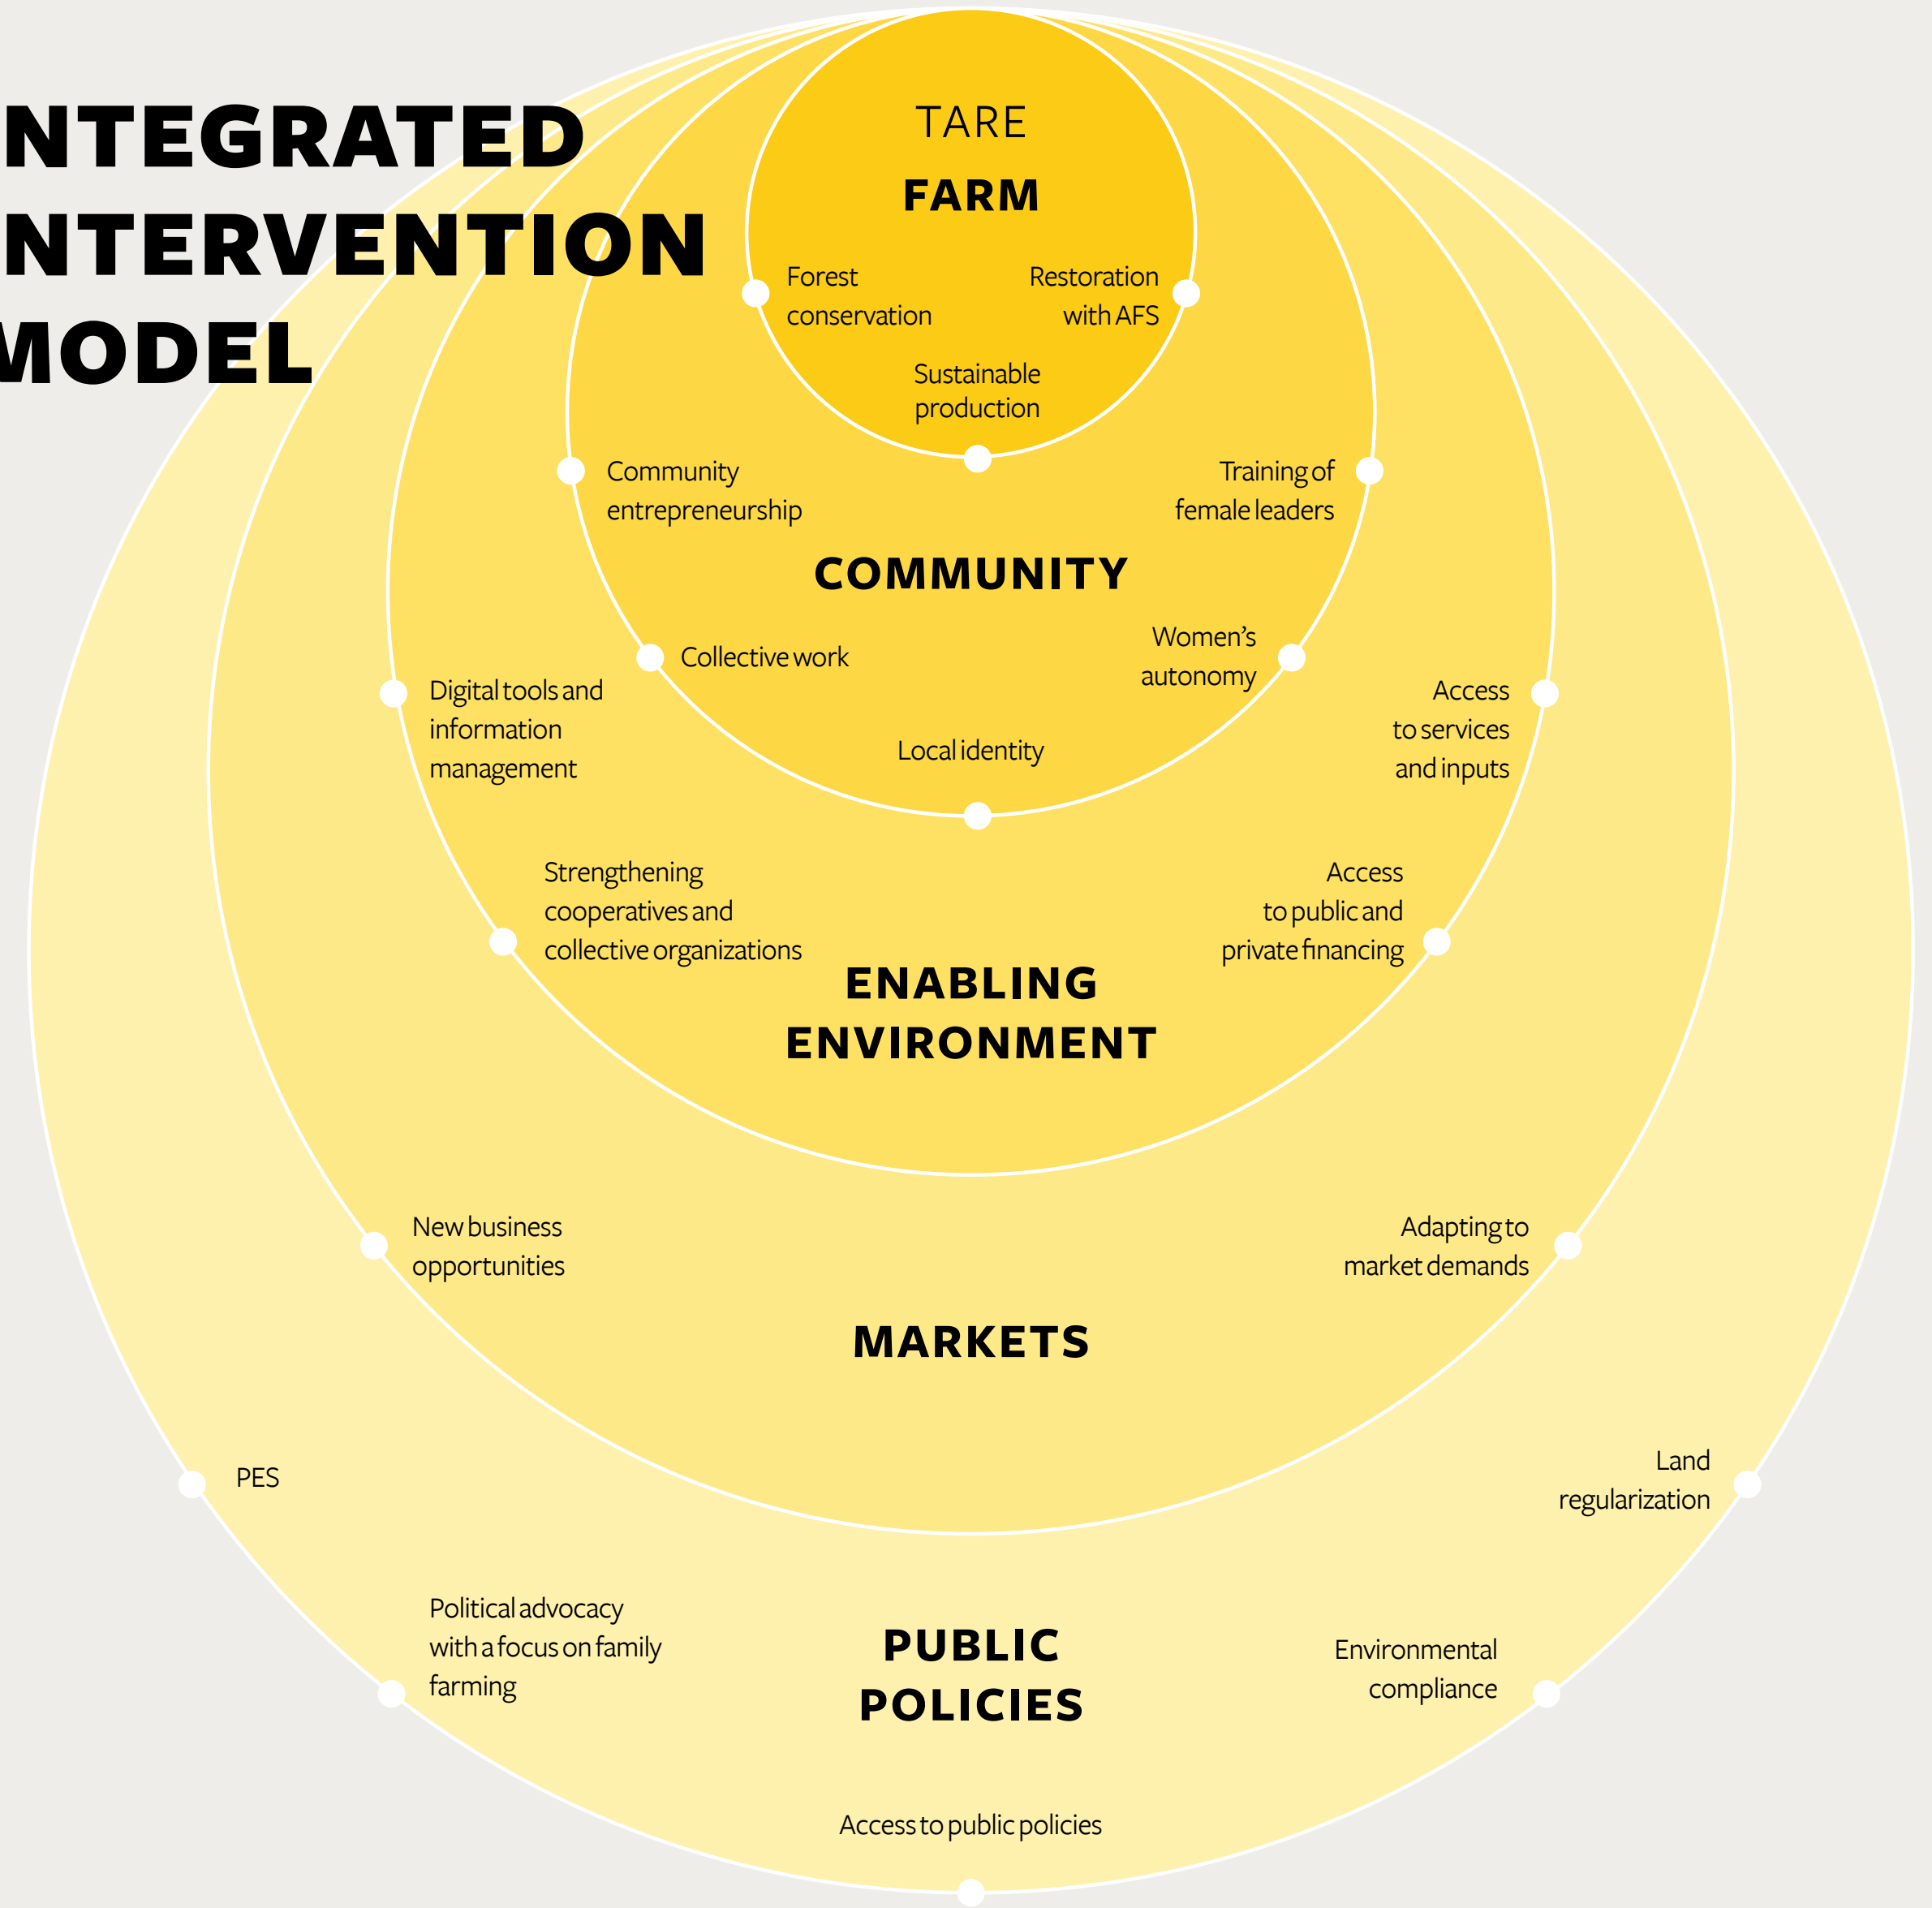 NTEGRATED
NTERVENTION
MODEL
TARE
FARM
Forest
conservation
Restoration
with AFS
Sustainable
production
Community
entrepreneurship
Training of
female leaders
COMMUNITY
Collective work
Women’s
autonomy
Local identity
Digital tools and
information
management
Access
to services
and inputs
Strengthening
cooperatives and
collective organizations
Access
to public and
private financing
ENABLING
ENVIRONMENT
New business
opportunities
Adapting to
market demands
MARKETS
PES
Land
regularization
Political advocacy
with a focus on family
farming
PUBLIC
POLICIES
Environmental
compliance
Access to public policies